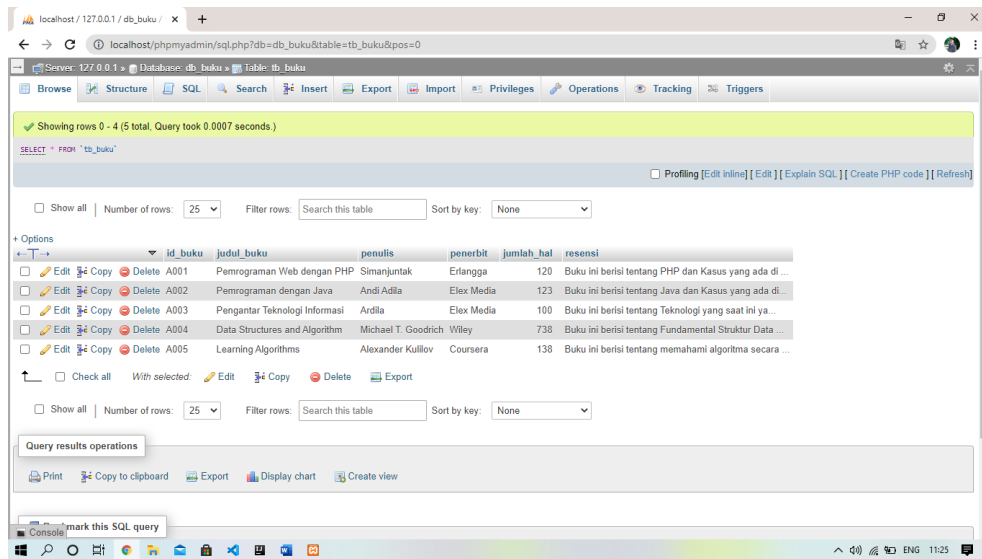 localhost / 127.0.0.1 / db_buku /
localhost/phpmyadmin/sql.php?db=db_buku&table=tb_buku&pos=0
Server: 127.0.0.1 » Database: db_buku » Table: tb_buku
Browse Structure SQL Search Insert Export Import Privileges Operations Tracking Triggers
Showing rows 0 - 4 (5 total, Query took 0.0007 seconds.)
SELECT * FROM `tb_buku`
Profiling [Edit inline] [ Edit ] [ Explain SQL ] [ Create PHP code ] [ Refresh]
Show all | Number of rows: 25 Filter rows: Search this table Sort by key: None
+ Options
←T→ id_buku judul_buku penulis penerbit jumlah_hal resensi
Edit Copy Delete A001 Pemrograman Web dengan PHP Simanjuntak Erlangga 120 Buku ini berisi tentang PHP dan Kasus yang ada di ...
Edit Copy Delete A002 Pemrograman dengan Java Andi Adila Elex Media 123 Buku ini berisi tentang Java dan Kasus yang ada di...
Edit Copy Delete A003 Pengantar Teknologi Informasi Ardila Elex Media 100 Buku ini berisi tentang Teknologi yang saat ini ya...
Edit Copy Delete A004 Data Structures and Algorithm Michael T. Goodrich Wiley 738 Buku ini berisi tentang Fundamental Struktur Data ...
Edit Copy Delete A005 Learning Algorithms Alexander Kulilov Coursera 138 Buku ini berisi tentang memahami algoritma secara ...
Check all With selected: Edit Copy Delete Export
Show all | Number of rows: 25 Filter rows: Search this table Sort by key: None
Query results operations
Print Copy to clipboard Export Display chart Create view
mark this SQL query
Console
ENG 11:25